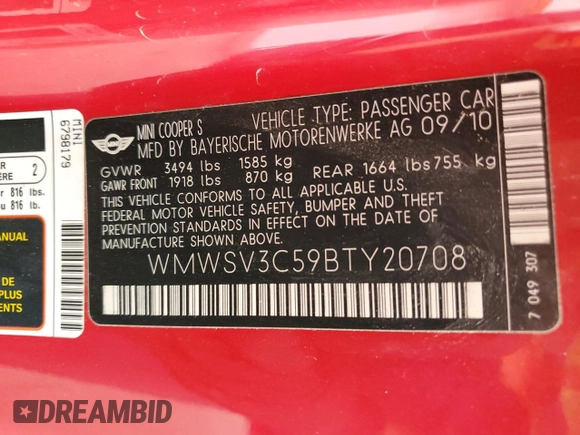 MINI COOPER S VEHICLE TYPE: PASSENGER CAR
MFD BY BAYERISCHE MOTORENWERKE AG 09/10
GVWR 3494 lbs 1585 kg
GAWR FRONT 1918 lbs 870 kg REAR 1664 lbs 755 kg
THIS VEHICLE CONFORMS TO ALL APPLICABLE U.S.
FEDERAL MOTOR VEHICLE SAFETY, BUMPER AND THEFT
PREVENTION STANDARDS IN EFFECT ON THE DATE OF
MANUFACTURE SHOWN ABOVE.
WMWSV3C59BTY20708
7 049 307
MINI
6798179
2
816 lbs.
816 lb.
MANUAL
DE
PLUS
MENTS
DREAMBID